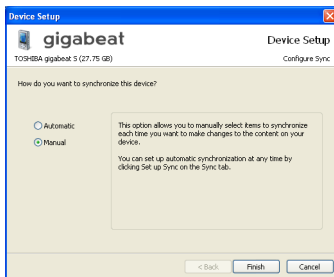 Device Setup
gigabeat
Device Setup
TOSHIBA gigabeat S (27.75 GB)
Configure Sync
How do you want to synchronize this device?
Automatic
Manual
This option allows you to manually select items to synchronize
each time you want to make changes to the content on your
device.
You can set up automatic synchronization at any time by
clicking Set up Sync on the Sync tab.
< Back
Finish
Cancel